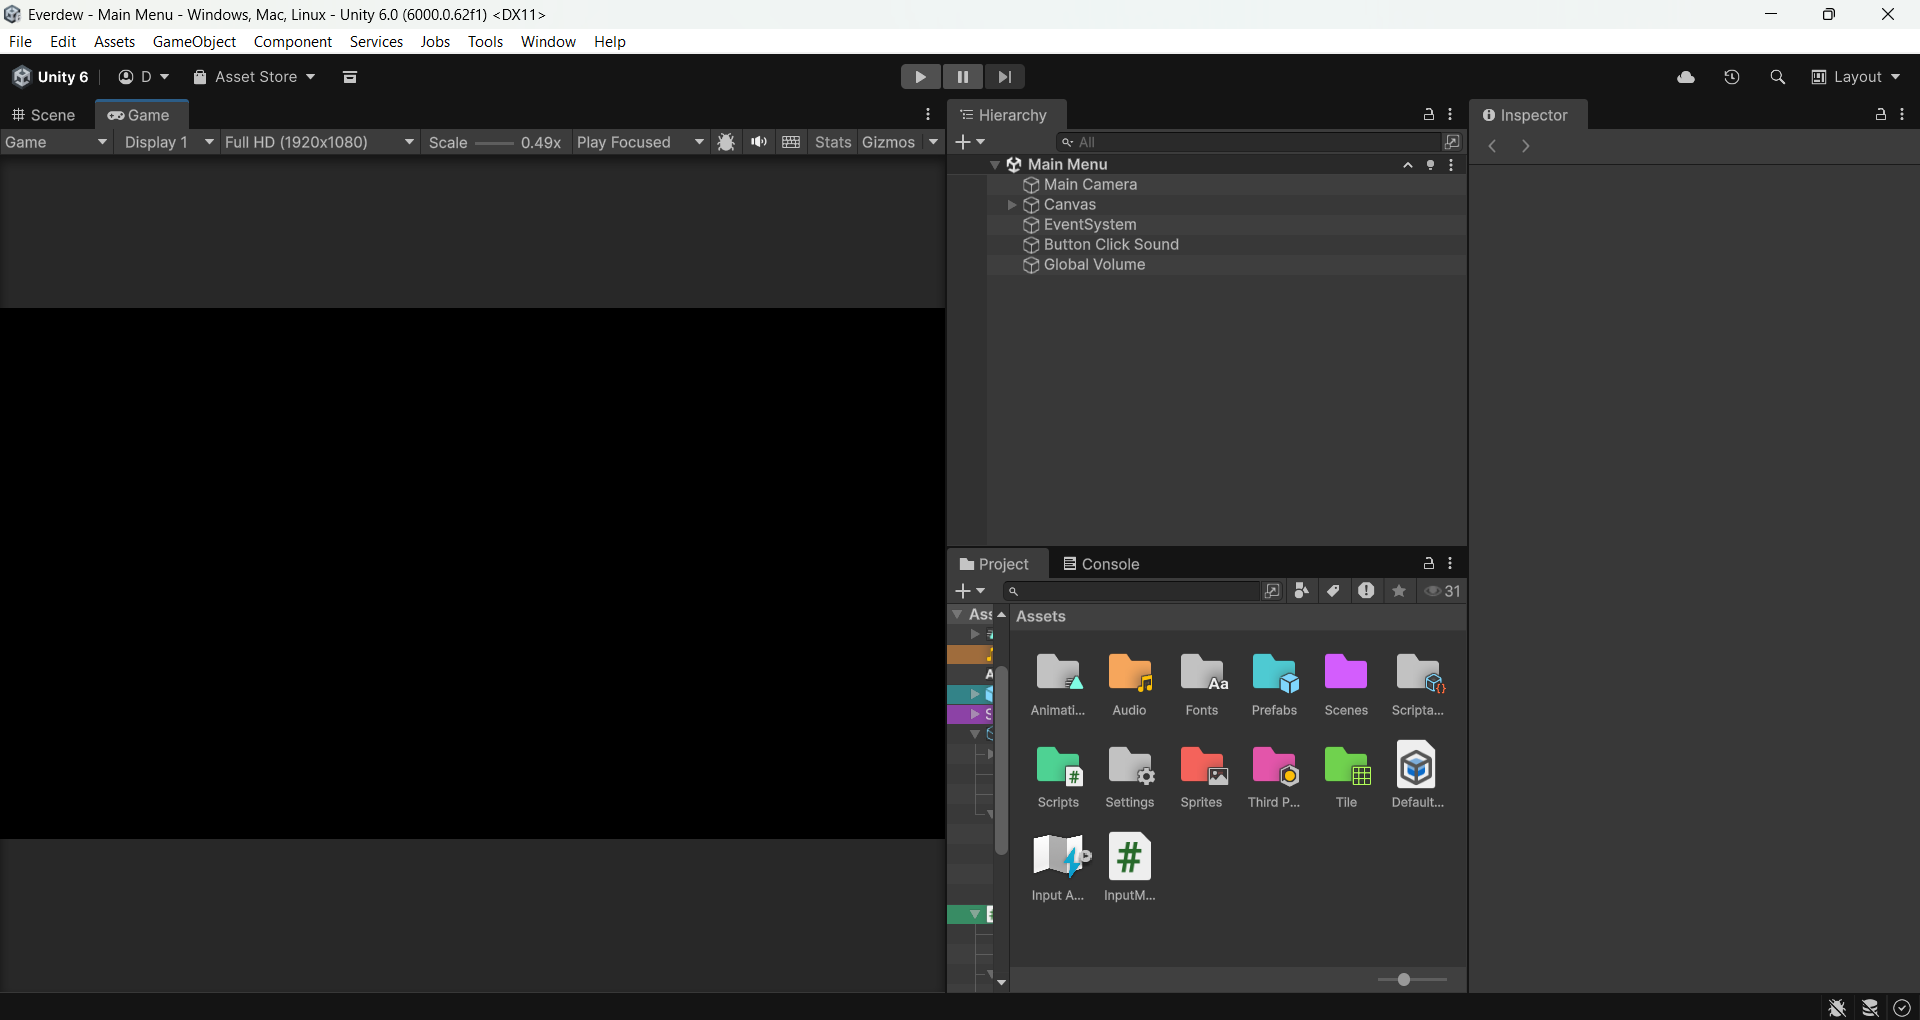 Everdew - Main Menu - Windows, Mac, Linux - Unity 6.0 (6000.0.62f1) <DX11>
File Edit Assets GameObject Component Services Jobs Tools Window Help
Unity 6 D Asset Store Layout
Scene Game
Game Display 1 Full HD (1920x1080) Scale 0.49x Play Focused Stats Gizmos
Hierarchy
All
Main Menu
Main Camera
Canvas
EventSystem
Button Click Sound
Global Volume
Inspector
Project Console
31
Ass
A
S
Assets
Animati... Audio Fonts Prefabs Scenes Scripta...
Scripts Settings Sprites Third P... Tile Default...
Input A... InputM...